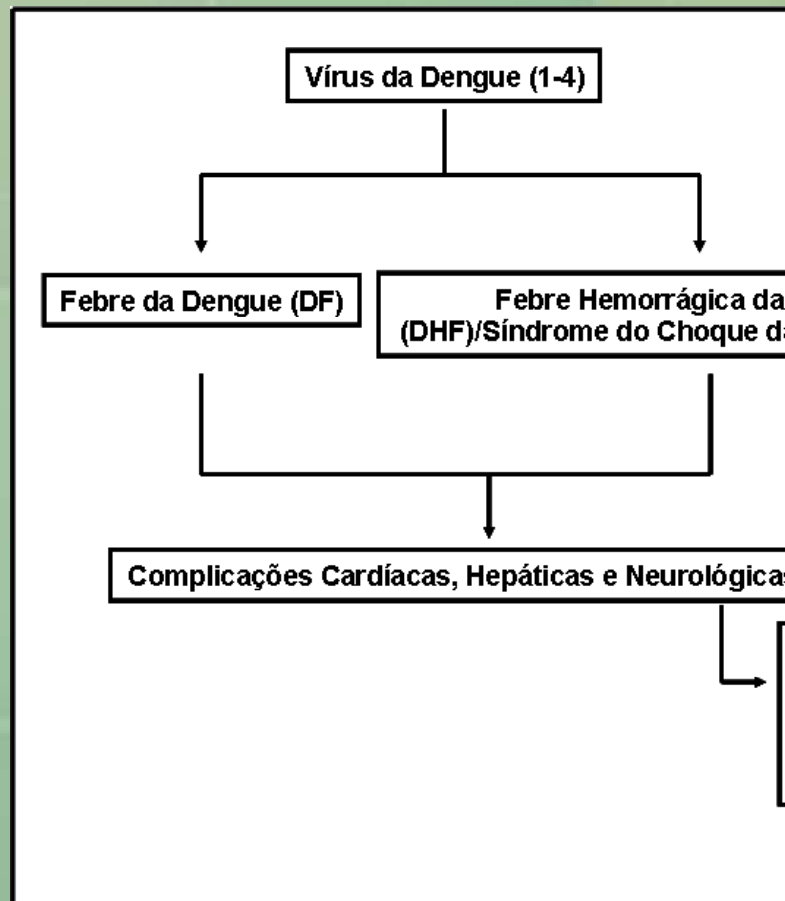 Vírus da Dengue (1-4)
Febre da Dengue (DF)
Febre Hemorrágica da
(DHF)/Síndrome do Choque da
Complicações Cardíacas, Hepáticas e Neurológicas